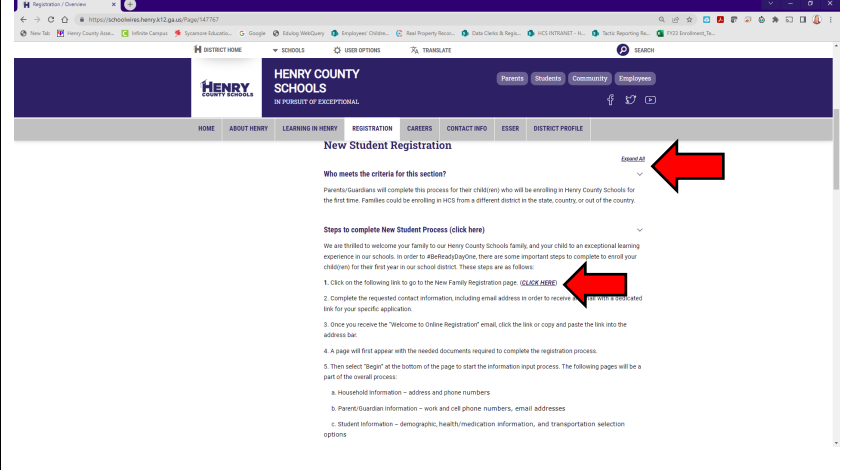 Registration / Overview
https://schoolwires.henry.k12.ga.us/Page/147767
New Tab Henry County Asse... Infinite Campus Sycamore Educatio... Google Edulog WebQuery Employees' Childre... Real Property Recor... Data Clerks & Regis... HCS INTRANET - H... Tactic Reporting Re... FY23 Enrollment_Te...
DISTRICT HOME SCHOOLS USER OPTIONS TRANSLATE SEARCH
HENRY
COUNTY SCHOOLS
HENRY COUNTY
SCHOOLS
IN PURSUIT OF EXCEPTIONAL
Parents Students Community Employees
HOME ABOUT HENRY LEARNING IN HENRY REGISTRATION CAREERS CONTACT INFO ESSER DISTRICT PROFILE
New Student Registration
Expand All
Who meets the criteria for this section?
Parents/Guardians will complete this process for their child(ren) who will be enrolling in Henry County Schools for
the first time. Families could be enrolling in HCS from a different district in the state, country, or out of the country.
Steps to complete New Student Process (click here)
We are thrilled to welcome your family to our Henry County Schools family, and your child to an exceptional learning
experience in our schools. In order to #BeReadyDayOne, there are some important steps to complete to enroll your
child(ren) for their first year in our school district. These steps are as follows:
1. Click on the following link to go to the New Family Registration page. (CLICK HERE)
2. Complete the requested contact information, including email address in order to receive an with a dedicated
link for your specific application.
3. Once you receive the "Welcome to Online Registration" email, click the link or copy and paste the link into the
address bar.
4. A page will first appear with the needed documents required to complete the registration process.
5. Then select "Begin" at the bottom of the page to start the information input process. The following pages will be a
part of the overall process:
a. Household Information – address and phone numbers
b. Parent/Guardian Information – work and cell phone numbers, email addresses
c. Student Information – demographic, health/medication information, and transportation selection
options